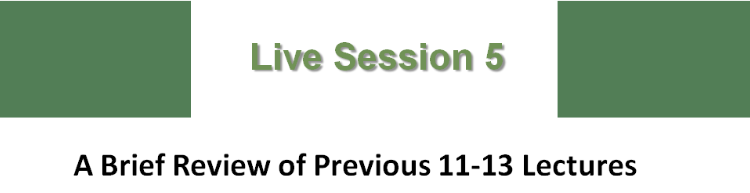 Live Session 5
A Brief Review of Previous 11-13 Lectures